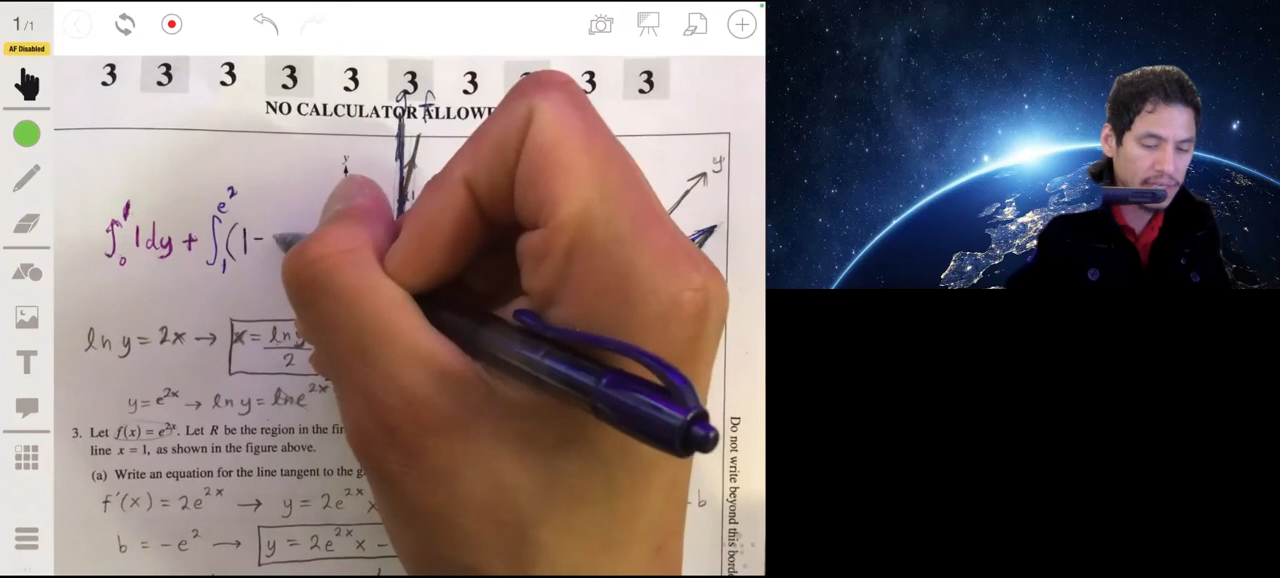 1/1
AF Disabled
3 3 3 3 3 3 3 3 3
NO CALCULATOR ALLOWE
f
y
y
∫₀¹ 1 dy + ∫₁^{e²} (1 -
ln y = 2x → x = ln y / 2
y = e^{2x} → ln y = ln e^{2x}
3. Let f(x) = e^{2x}. Let R be the region in the fir
line x = 1, as shown in the figure above.
(a) Write an equation for the line tangent to the g
f'(x) = 2e^{2x} → y = 2e^{2x} x
b
b = -e² → y = 2e^{2x} x -
Do not write beyond this bord
T